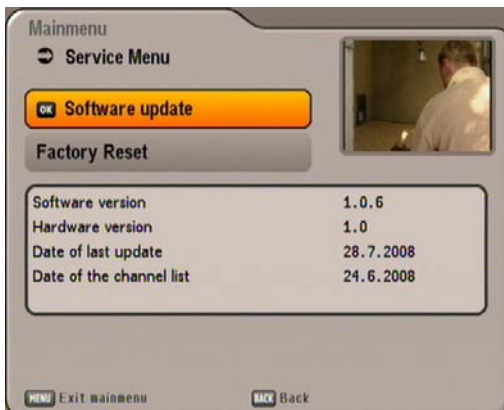 Mainmenu
Service Menu
OK Software update
Factory Reset
Software version 1.0.6
Hardware version 1.0
Date of last update 28.7.2008
Date of the channel list 24.6.2008
MENU Exit mainmenu BACK Back